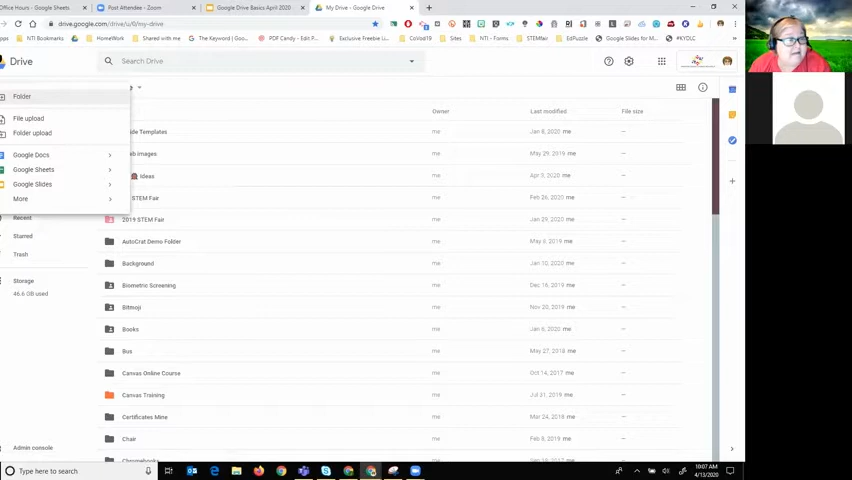 Office Hours - Google Sheets
Post Attendee - Zoom
Google Drive Basics April 2020
My Drive - Google Drive
drive.google.com/drive/u/0/my-drive
NTI Bookmarks
HomeWork
Shared with me
The Keyword | Goo
PDF Candy - Edit
Exclusive Freebie L
CoVoid19
Sites
NTI - Forms
STEMfair
ExperTrack
EdPuzzle
Google Slides for M
#KYDLC
Drive
Search Drive
Folder
File upload
Folder upload
Google Docs
Google Sheets
Google Slides
More
Recent
Starred
Trash
Storage
46.6 GB used
Admin console
Owner
Last modified
File size
Templates
me
Jan 8, 2020 me
—
images
me
May 29, 2019 me
—
Ideas
me
Apr 3, 2020 me
—
STEM Fair
me
Feb 26, 2020 me
—
2019 STEM Fair
me
Jan 29, 2020 me
—
AutoCrat Demo Folder
me
May 6, 2019 me
—
Background
me
Jan 10, 2020 me
—
Biometric Screening
me
Dec 16, 2019 me
—
Bitmoji
me
Nov 20, 2019 me
—
Books
me
Jan 6, 2020 me
—
Bus
me
May 27, 2018 me
—
Canvas Online Course
me
Oct 14, 2017 me
—
Canvas Training
me
Jul 31, 2019 me
—
Certificates Mine
me
Mar 24, 2018 me
—
Chair
me
Feb 8, 2019 me
—
Chromebooks
Type here to search
10:07 AM
4/13/2020